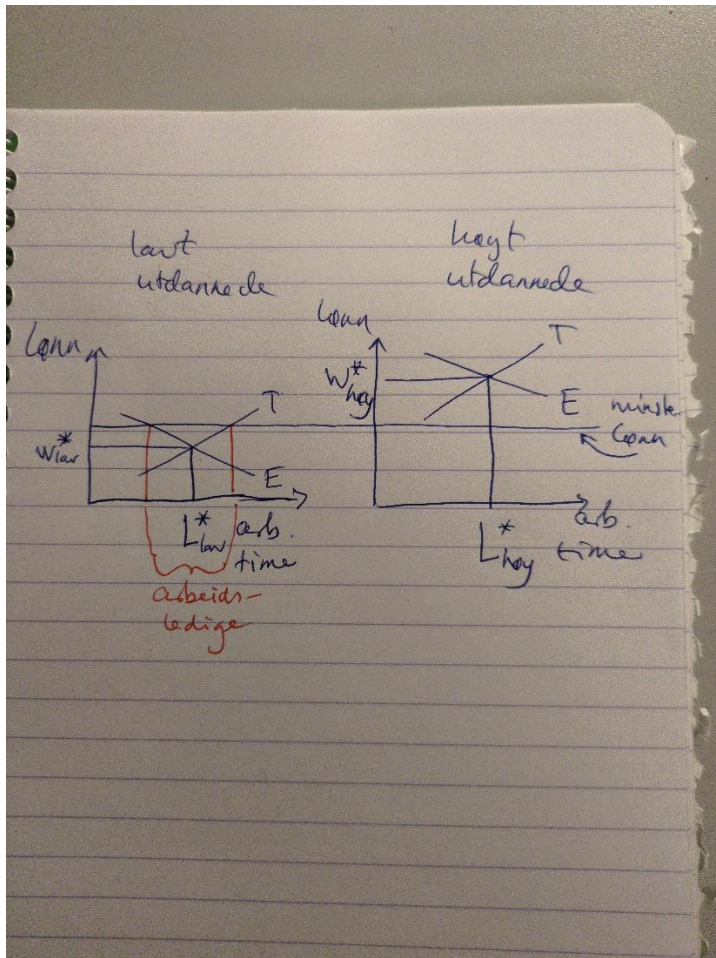 lavt
utdannede
Lønn
W*lav
T
E
L*lav
arb.
time
arbeids-
ledige
høyt
utdannede
Lønn
W*høy
T
E
minste
lønn
L*høy
arb.
time